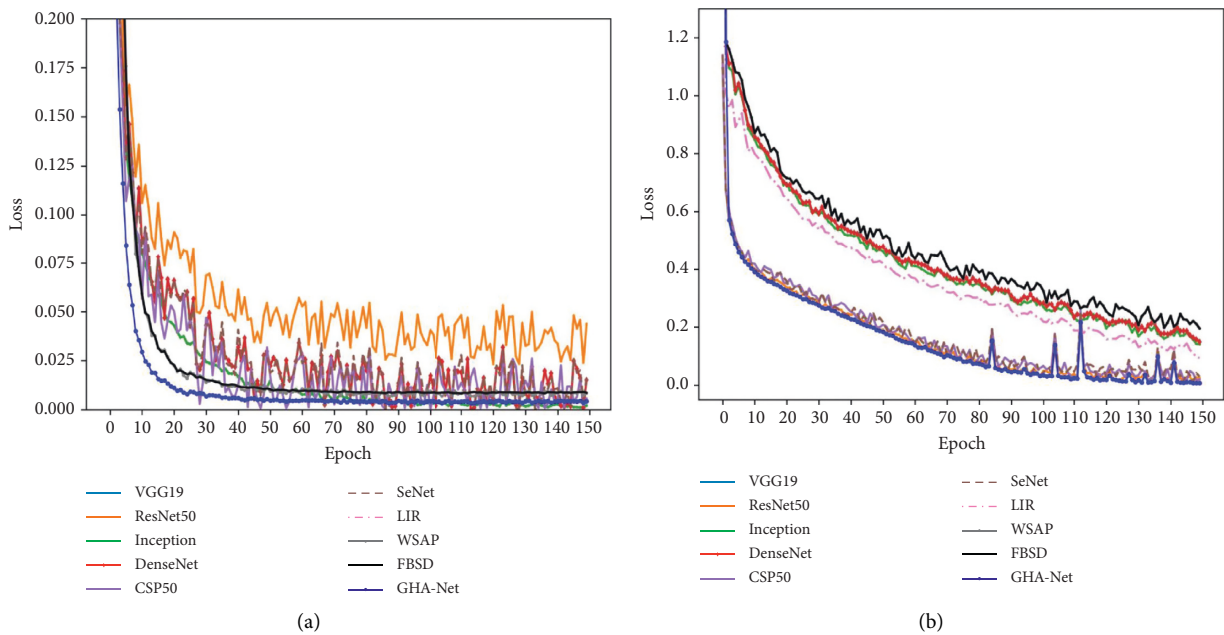 0.200
0.175
0.150
0.125
0.100
0.075
0.050
0.025
0.000
Loss
0 10 20 30 40 50 60 70 80 90 100 110 120 130 140 150
Epoch
VGG19
ResNet50
Inception
DenseNet
CSP50
SeNet
LIR
WSAP
FBSD
GHA-Net
(a)
1.2
1.0
0.8
0.6
0.4
0.2
0.0
Loss
0 10 20 30 40 50 60 70 80 90 100 110 120 130 140 150
Epoch
VGG19
ResNet50
Inception
DenseNet
CSP50
SeNet
LIR
WSAP
FBSD
GHA-Net
(b)